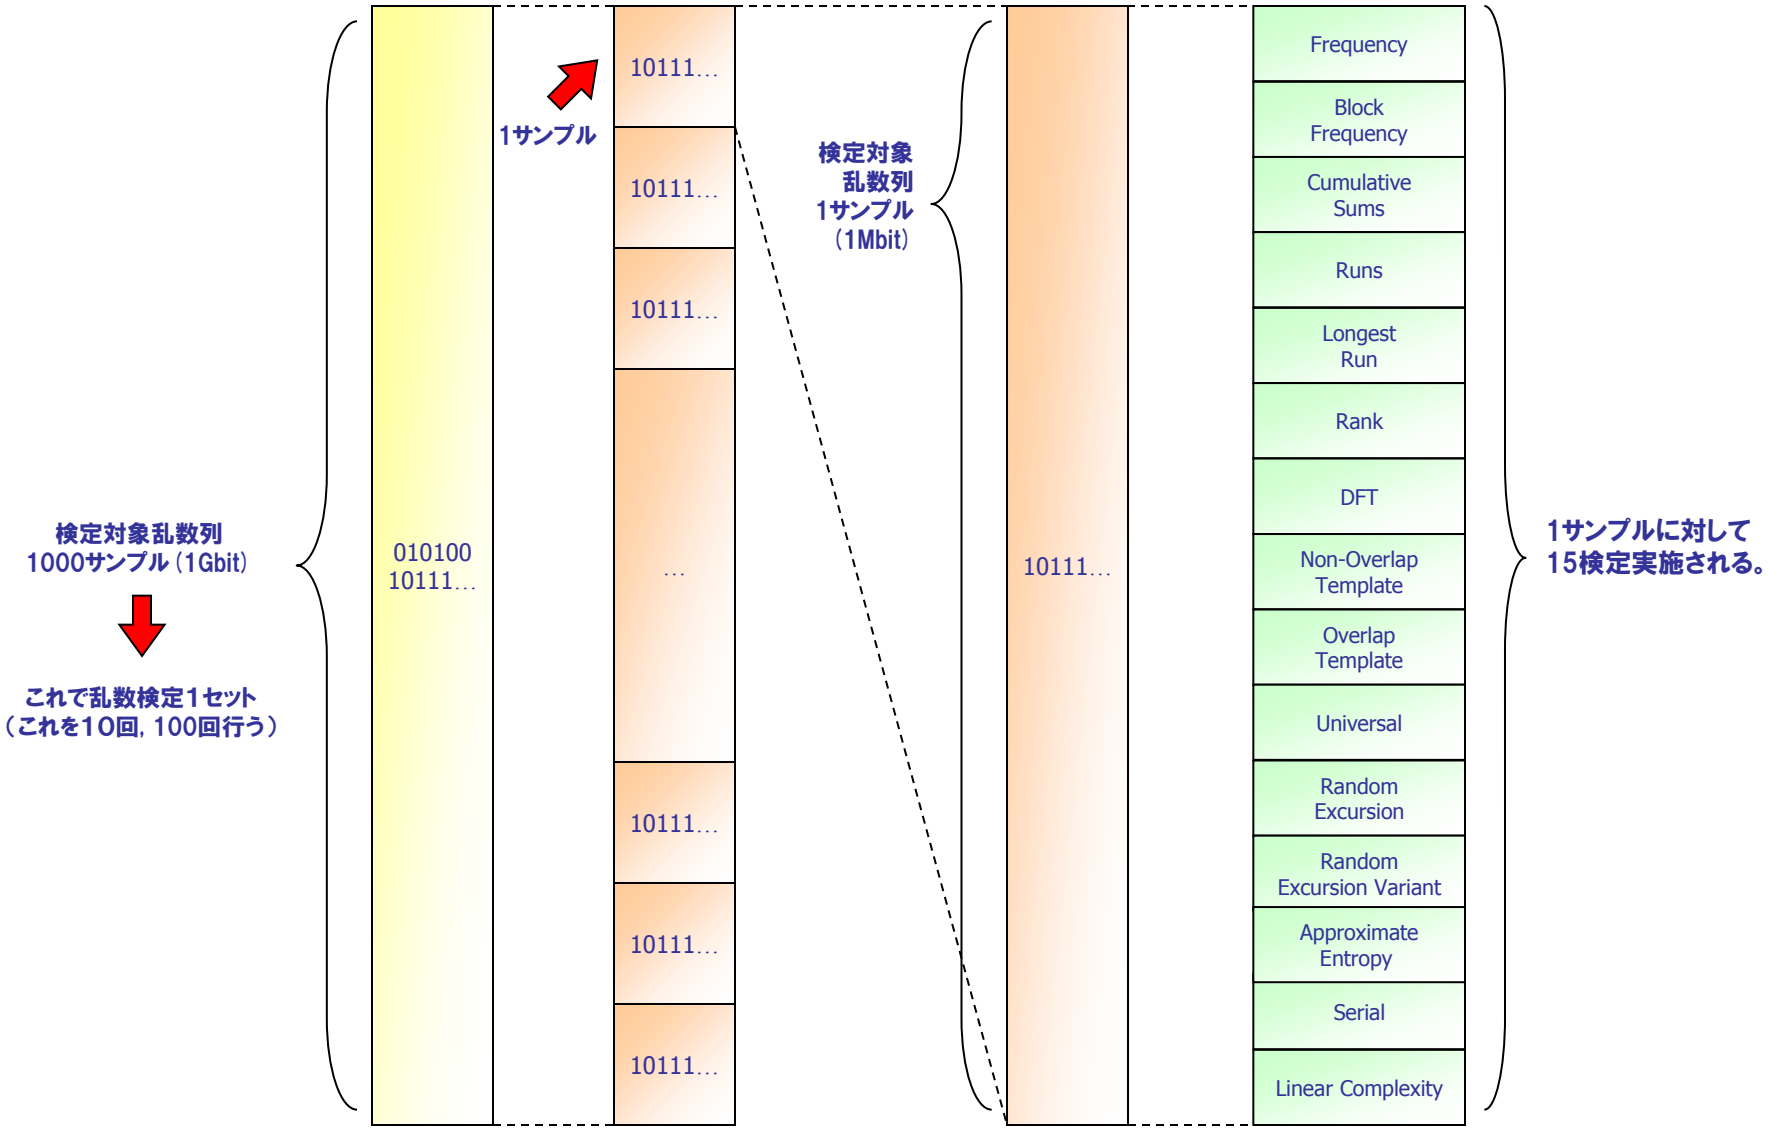 検定対象乱数列
1000サンプル(1Gbit)
これで乱数検定1セット
(これを10回, 100回行う)
010100
10111…
1サンプル
10111…
10111…
10111…
…
10111…
10111…
10111…
検定対象
乱数列
1サンプル
(1Mbit)
10111…
Frequency
Block
Frequency
Cumulative
Sums
Runs
Longest
Run
Rank
DFT
Non-Overlap
Template
Overlap
Template
Universal
Random
Excursion
Random
Excursion Variant
Approximate
Entropy
Serial
Linear Complexity
1サンプルに対して
15検定実施される。